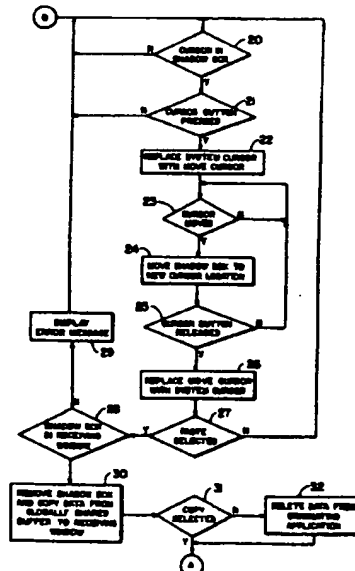 B
20
CURSOR IN
SHADOW BOX
N
Y
21
CURSOR BUTTON
PRESSED
N
Y
22
REPLACE SYSTEM CURSOR
WITH MOVE CURSOR
23
CURSOR
MOVED
N
Y
24
MOVE SHADOW BOX TO
NEW CURSOR LOCATION
25
CURSOR BUTTON
RELEASED
N
Y
26
REPLACE MOVE CURSOR
WITH SYSTEM CURSOR
27
PASTE
SELECTED
N
Y
DISPLAY
ERROR MESSAGE
29
N
28
SHADOW BOX
IN RECEIVING
WINDOW
30
REMOVE SHADOW BOX
AND COPY DATA FROM
GLOBALLY SHARED
BUFFER TO RECEIVING
WINDOW
31
COPY
SELECTED
N
Y
32
DELETE DATA FROM
ORIGINATING
APPLICATION
A